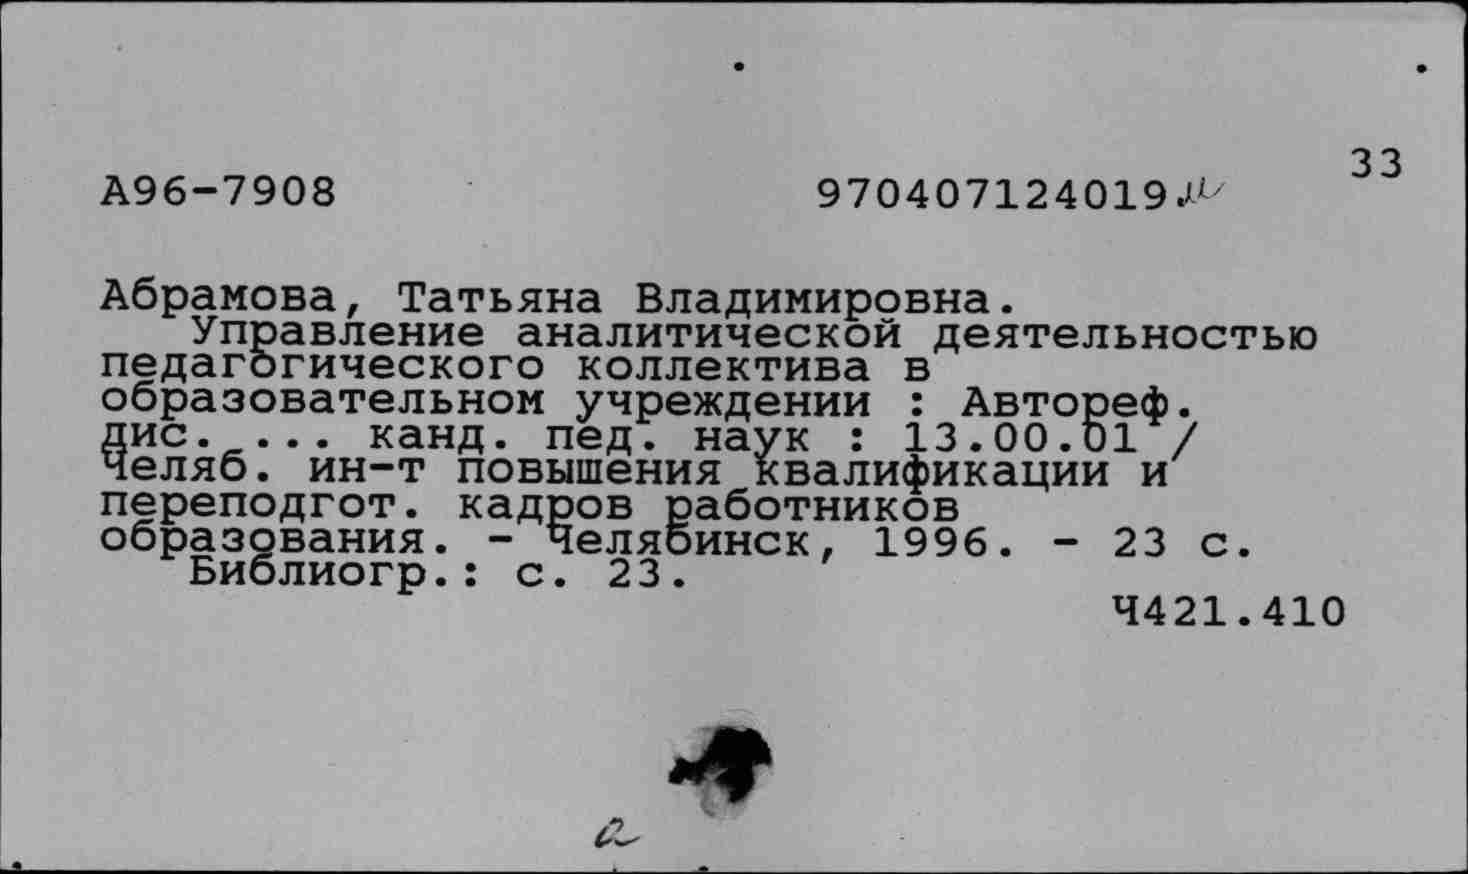 33
А96-7908 970407124019
Абрамова, Татьяна Владимировна.
Управление аналитической деятельностью
педагогического коллектива в
образовательном учреждении : Автореф.
дис. ... канд. пед. наук : 13.00.01 /
Челяб. ин-т повышения квалификации и
переподгот. кадров работников
образования. - Челябинск, 1996. - 23 с.
Библиогр.: с. 23.
Ч421.410